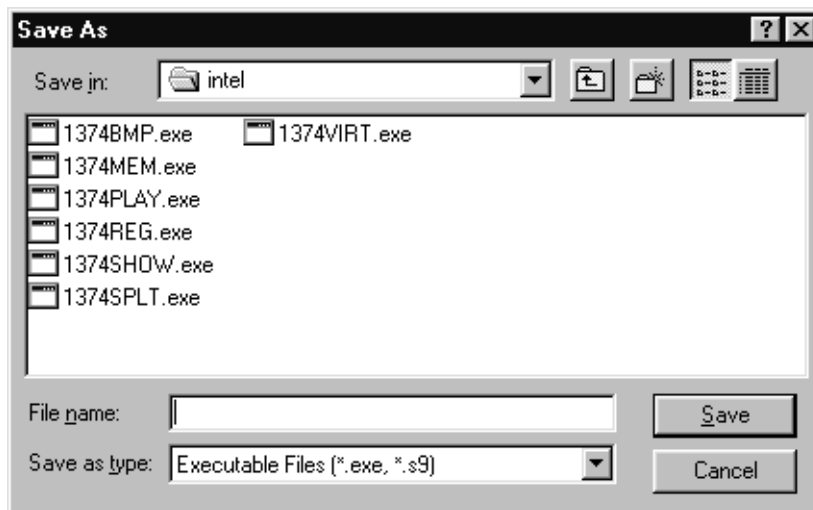 Save As
Save in: intel
1374BMP.exe 1374VIRT.exe
1374MEM.exe
1374PLAY.exe
1374REG.exe
1374SHOW.exe
1374SPLT.exe
File name: Save
Save as type: Executable Files (*.exe, *.s9) Cancel